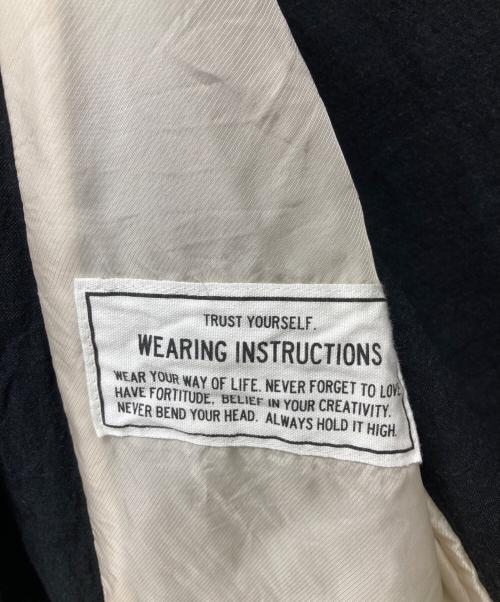 TRUST YOURSELF.
WEARING INSTRUCTIONS
WEAR YOUR WAY OF LIFE. NEVER FORGET TO LOVE
HAVE FORTITUDE, BELIEF IN YOUR CREATIVITY.
NEVER BEND YOUR HEAD. ALWAYS HOLD IT HIGH.